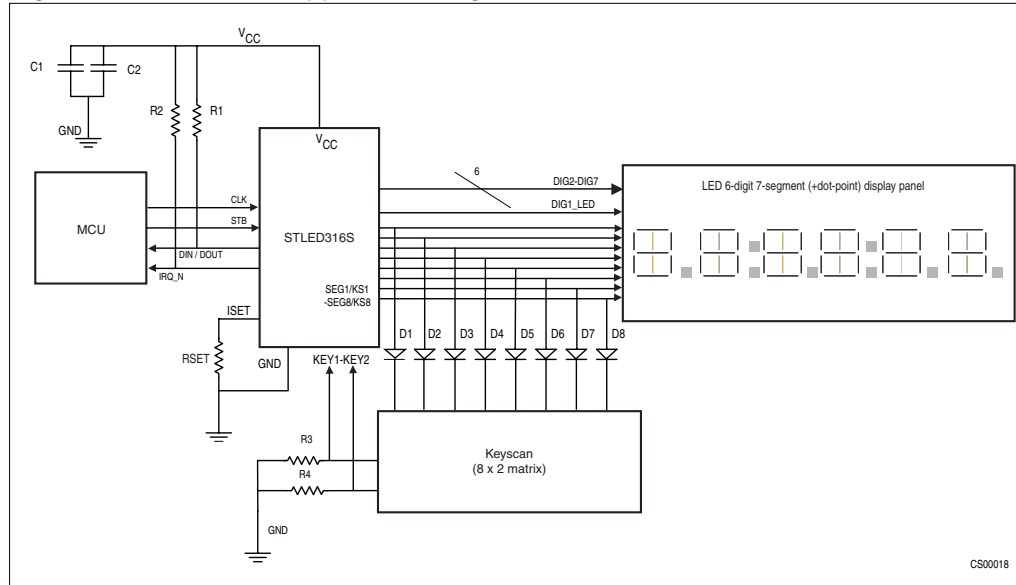 VCC
C1
C2
R2
R1
GND
VCC
MCU
CLK
STB
DIN / DOUT
IRQ_N
STLED316S
6
DIG2-DIG7
DIG1_LED
LED 6-digit 7-segment (+dot-point) display panel
SEG1/KS1
-SEG8/KS8
ISET
RSET
GND
KEY1-KEY2
D1
D2
D3
D4
D5
D6
D7
D8
R3
R4
GND
Keyscan
(8 x 2 matrix)
CS00018